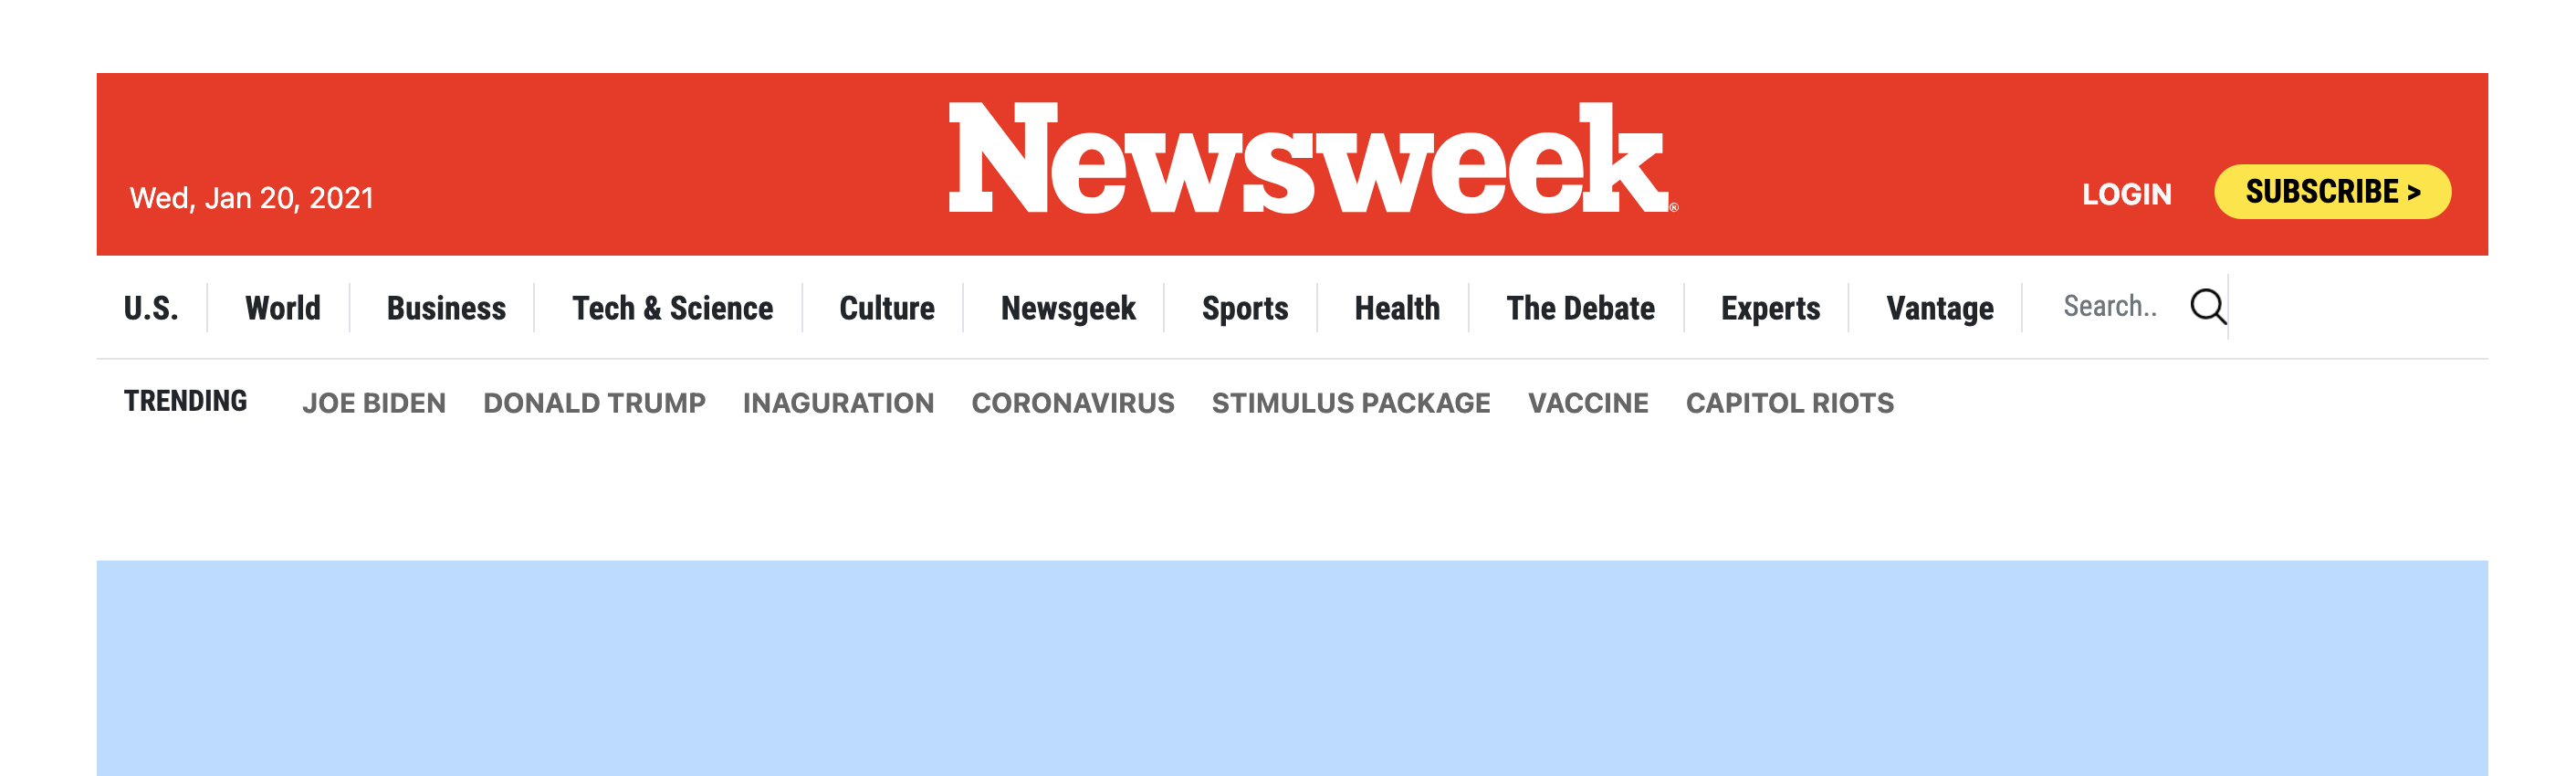 Newsweek®
Wed, Jan 20, 2021
LOGIN
SUBSCRIBE >
U.S. World Business Tech & Science Culture Newsgeek Sports Health The Debate Experts Vantage Search..
TRENDING JOE BIDEN DONALD TRUMP INAGURATION CORONAVIRUS STIMULUS PACKAGE VACCINE CAPITOL RIOTS